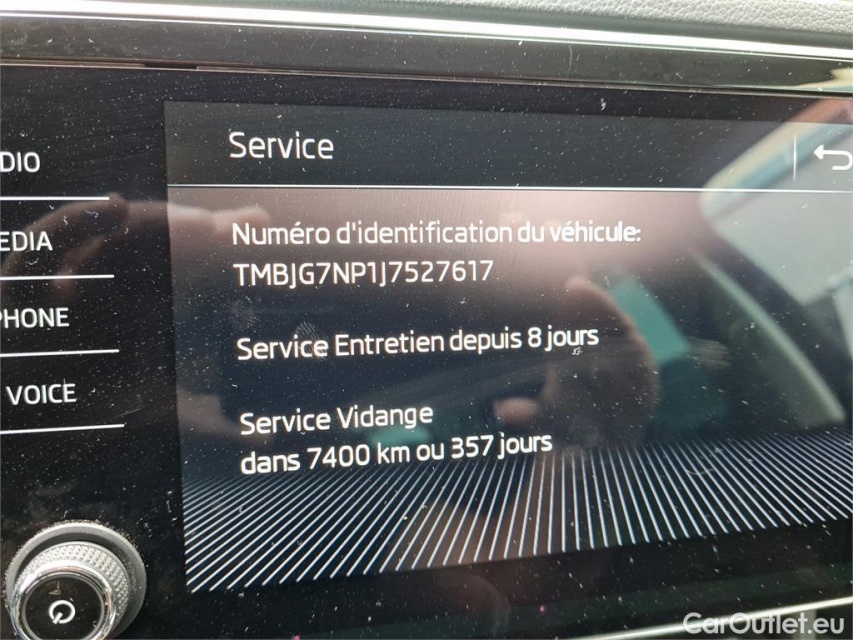 Service
DIO
EDIA
PHONE
VOICE
Numéro d'identification du véhicule:
TMBJG7NP1J7527617
Service Entretien depuis 8 jours
Service Vidange
dans 7400 km ou 357 jours
CarOutlet.eu